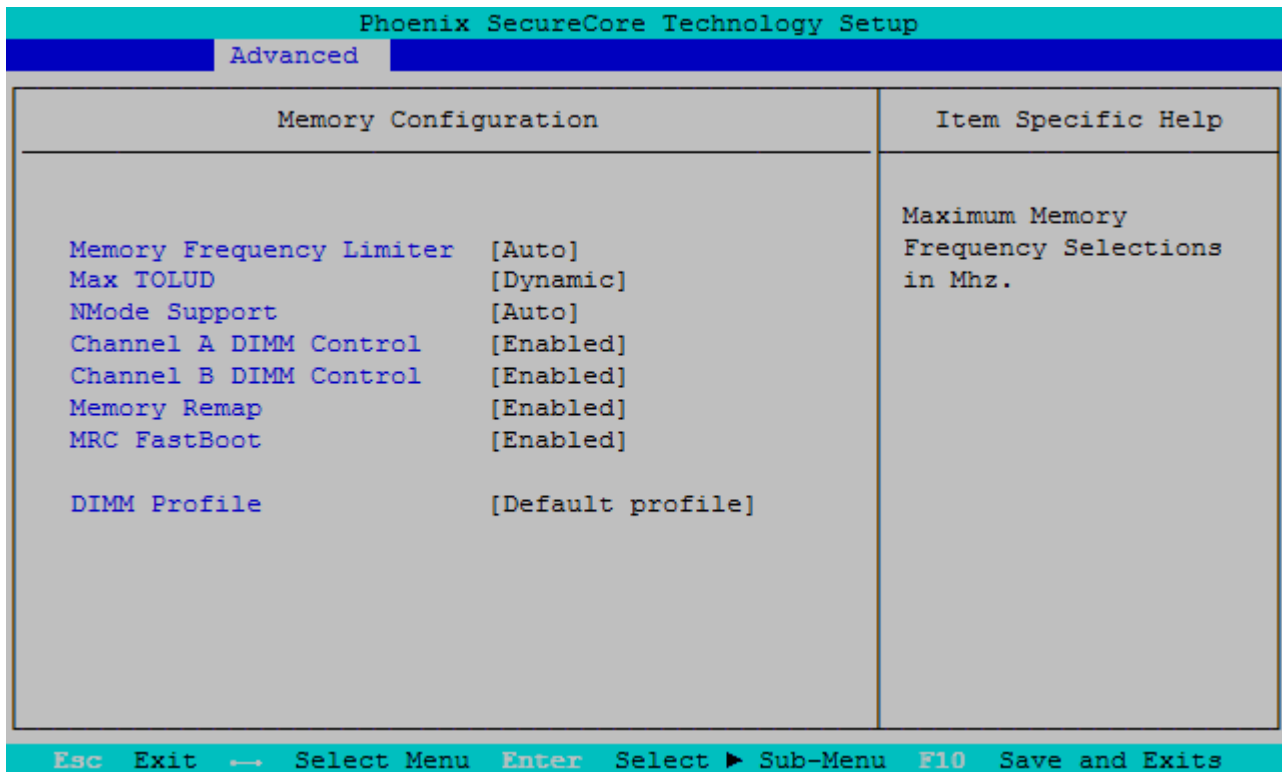 Phoenix SecureCore Technology Setup
Advanced
Memory Configuration
Item Specific Help
Memory Frequency Limiter [Auto]
Max TOLUD [Dynamic]
NMode Support [Auto]
Channel A DIMM Control [Enabled]
Channel B DIMM Control [Enabled]
Memory Remap [Enabled]
MRC FastBoot [Enabled]
DIMM Profile [Default profile]
Maximum Memory
Frequency Selections
in Mhz.
Esc Exit ←→ Select Menu Enter Select ▶ Sub-Menu F10 Save and Exits